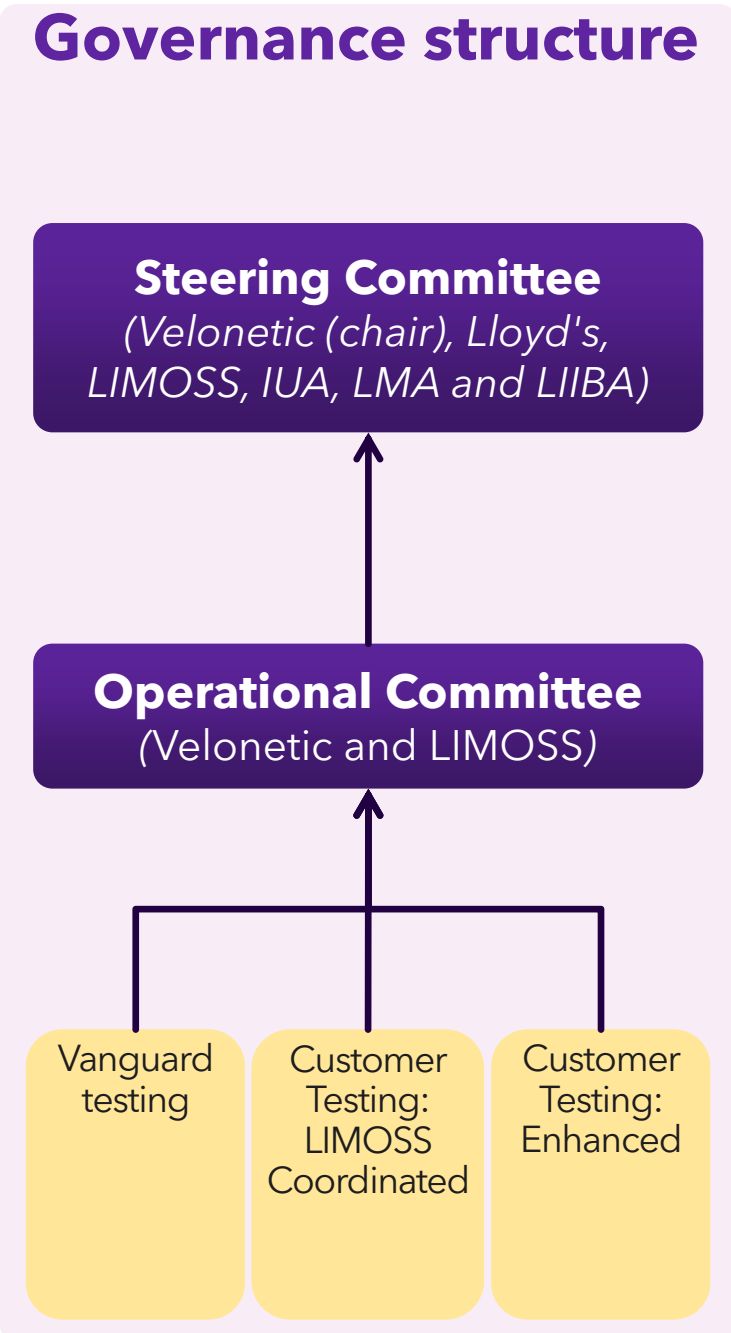 Governance structure
Steering Committee
(Velonetic (chair), Lloyd's,
LIMOSS, IUA, LMA and LIIBA)
Operational Committee
(Velonetic and LIMOSS)
Vanguard
testing
Customer
Testing:
LIMOSS
Coordinated
Customer
Testing:
Enhanced